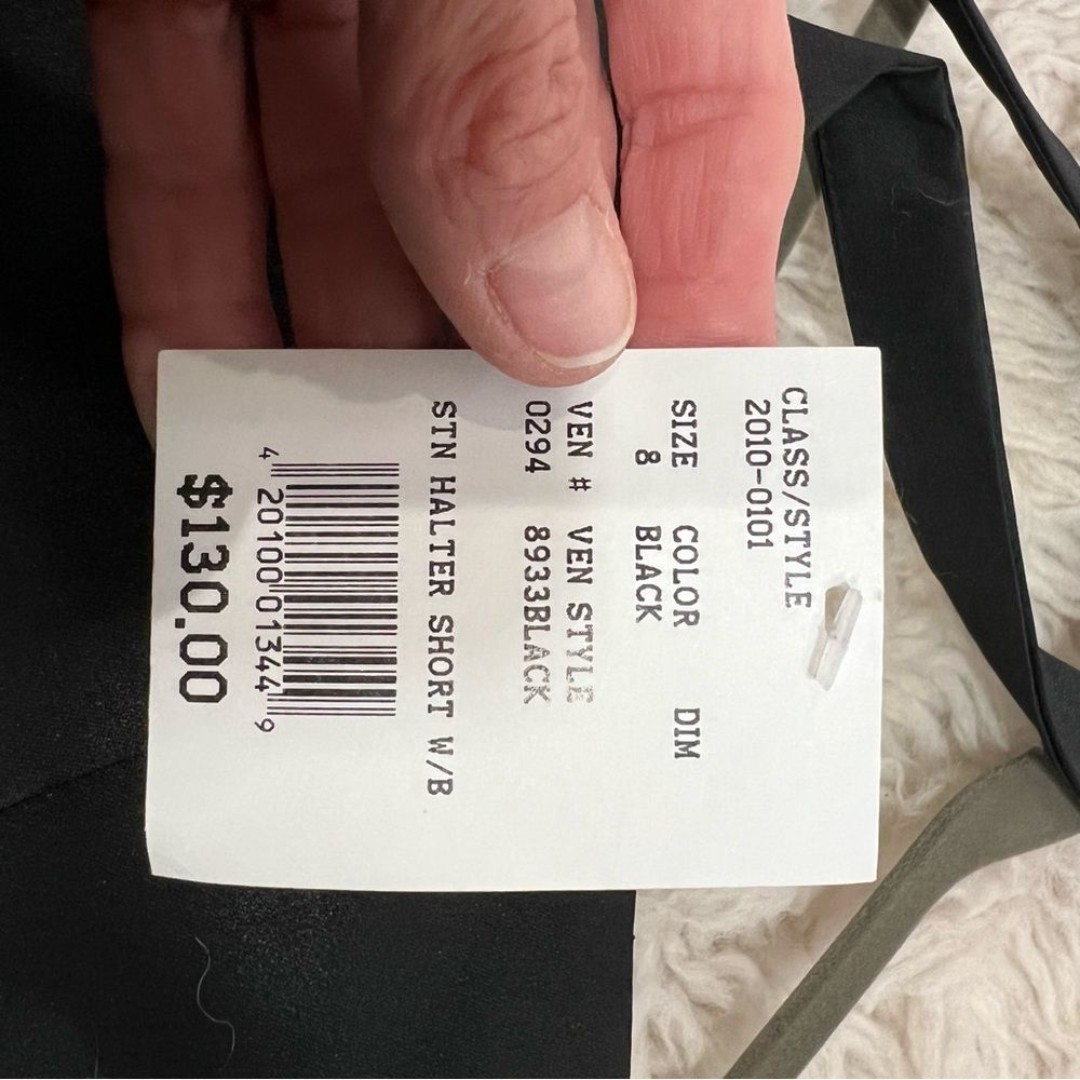 CLASS/STYLE
2010-0101
SIZE COLOR DIM
8 BLACK
VEN # VEN STYLE
0294 8933BLACK
STN HALTER SHORT W/B
4 20100 01344 9
$130.00